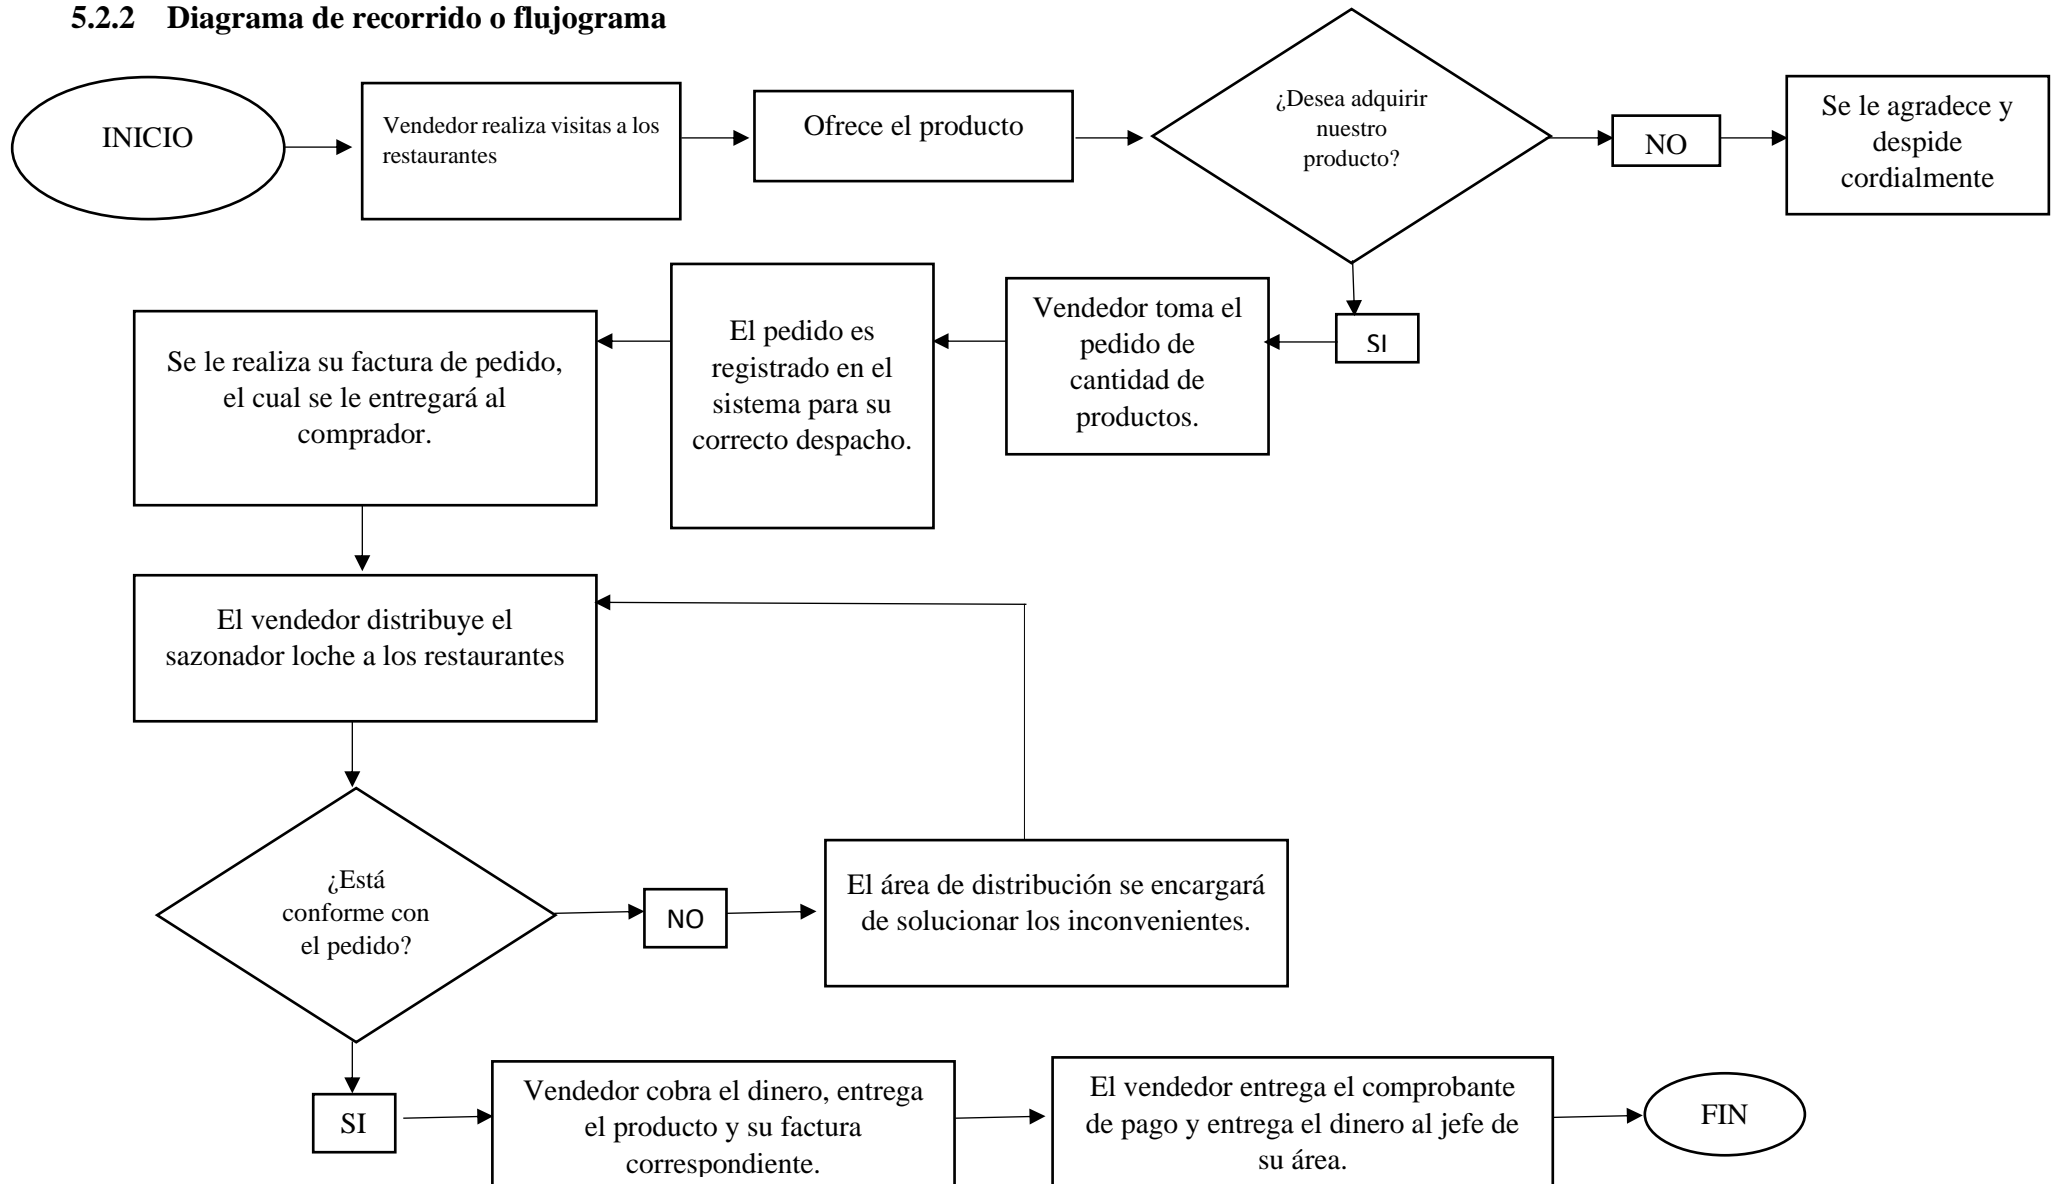 5.2.2 Diagrama de recorrido o flujograma
INICIO
Vendedor realiza visitas a los
restaurantes
Ofrece el producto
¿Desea adquirir
nuestro
producto?
NO
Se le agradece y
despide
cordialmente
SI
Vendedor toma el
pedido de
cantidad de
productos.
El pedido es
registrado en el
sistema para su
correcto despacho.
Se le realiza su factura de pedido,
el cual se le entregará al
comprador.
El vendedor distribuye el
sazonador loche a los restaurantes
¿Está
conforme con
el pedido?
NO
El área de distribución se encargará
de solucionar los inconvenientes.
SI
Vendedor cobra el dinero, entrega
el producto y su factura
correspondiente.
El vendedor entrega el comprobante
de pago y entrega el dinero al jefe de
su área.
FIN